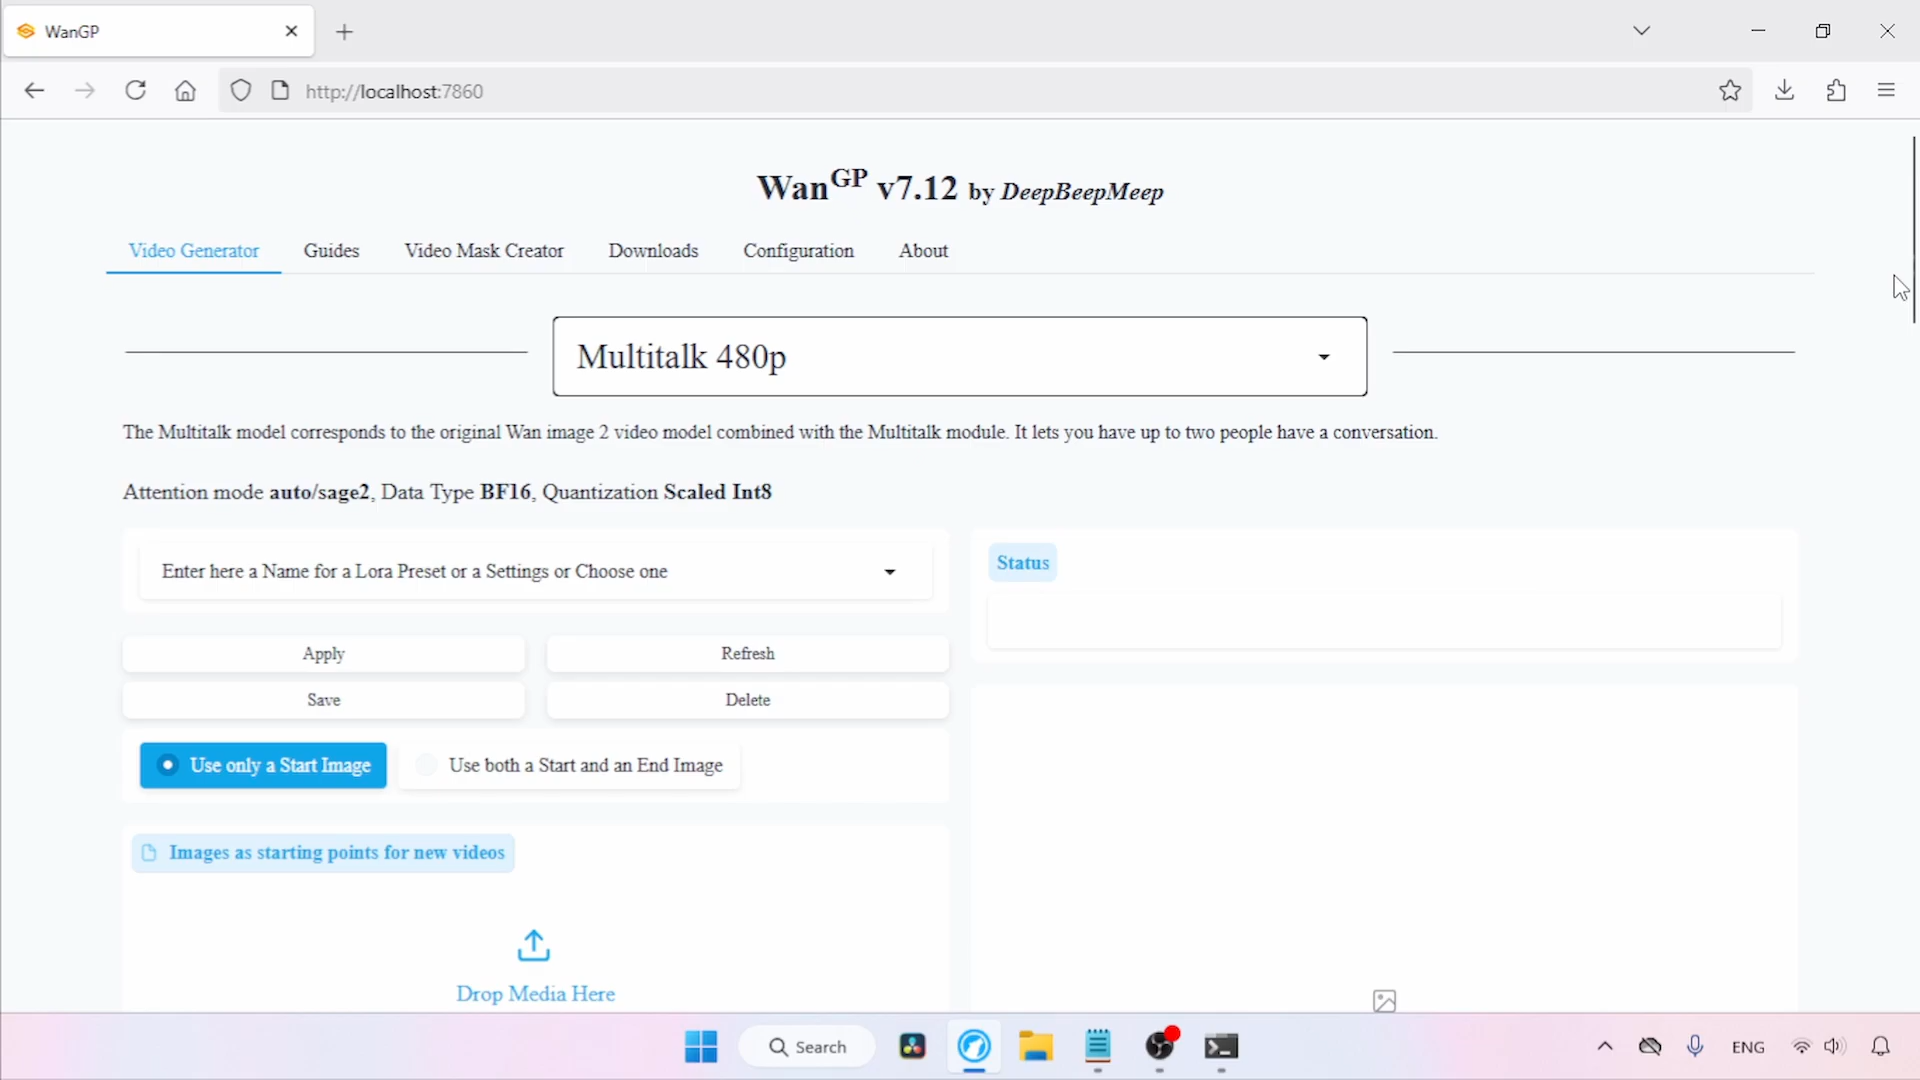 WanGP
http://localhost:7860
WanGP v7.12 by DeepBeepMeep
Video Generator
Guides
Video Mask Creator
Downloads
Configuration
About
Multitalk 480p
The Multitalk model corresponds to the original Wan image 2 video model combined with the Multitalk module. It lets you have up to two people have a conversation.
Attention mode auto/sage2, Data Type BF16, Quantization Scaled Int8
Enter here a Name for a Lora Preset or a Settings or Choose one
Status
Apply
Refresh
Save
Delete
Use only a Start Image
Use both a Start and an End Image
Images as starting points for new videos
Drop Media Here
Search
ENG